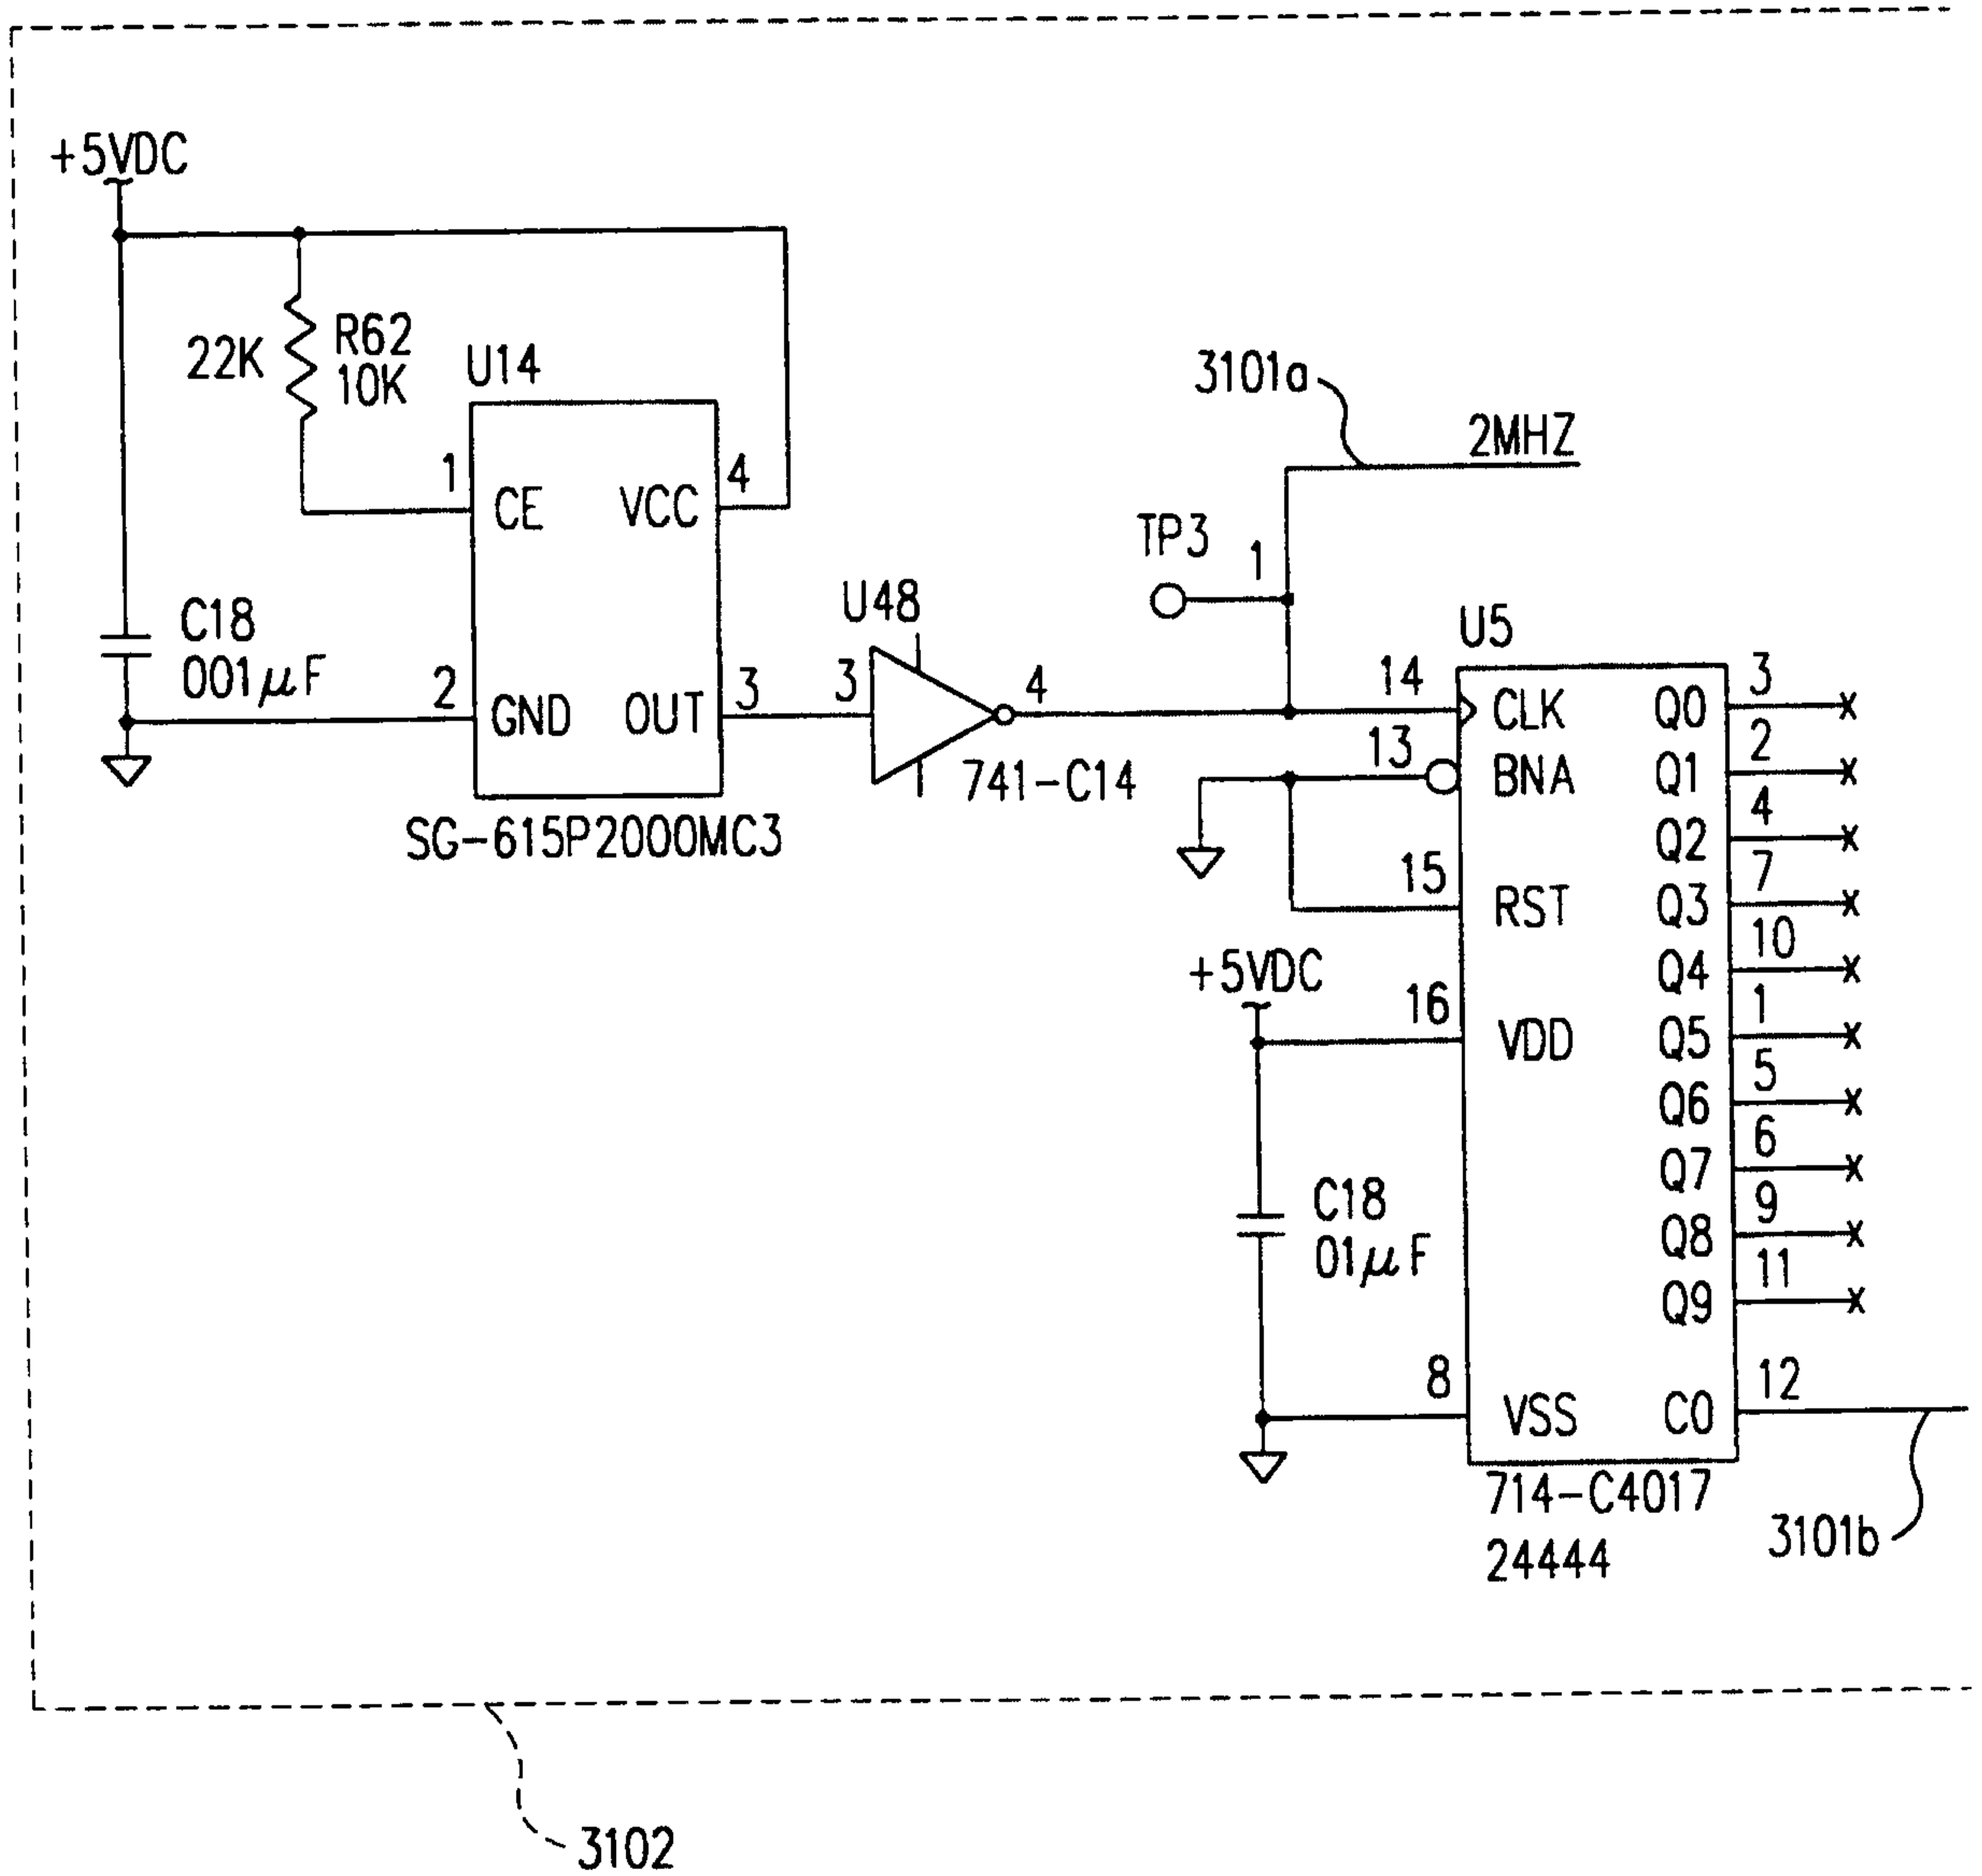 +5VDC
22K
R62
10K
U14
1
CE
VCC
4
C18
001μF
2
GND
OUT
3
SG-615P2000MC3
U48
3
4
741-C14
3101a
2MHZ
TP3
1
U5
14
CLK
13
BNA
15
RST
+5VDC
16
VDD
C18
01μF
8
VSS
Q0
3
Q1
2
Q2
4
Q3
7
Q4
10
Q5
1
Q6
5
Q7
6
Q8
9
Q9
11
C0
12
714-C4017
24444
3101b
3102